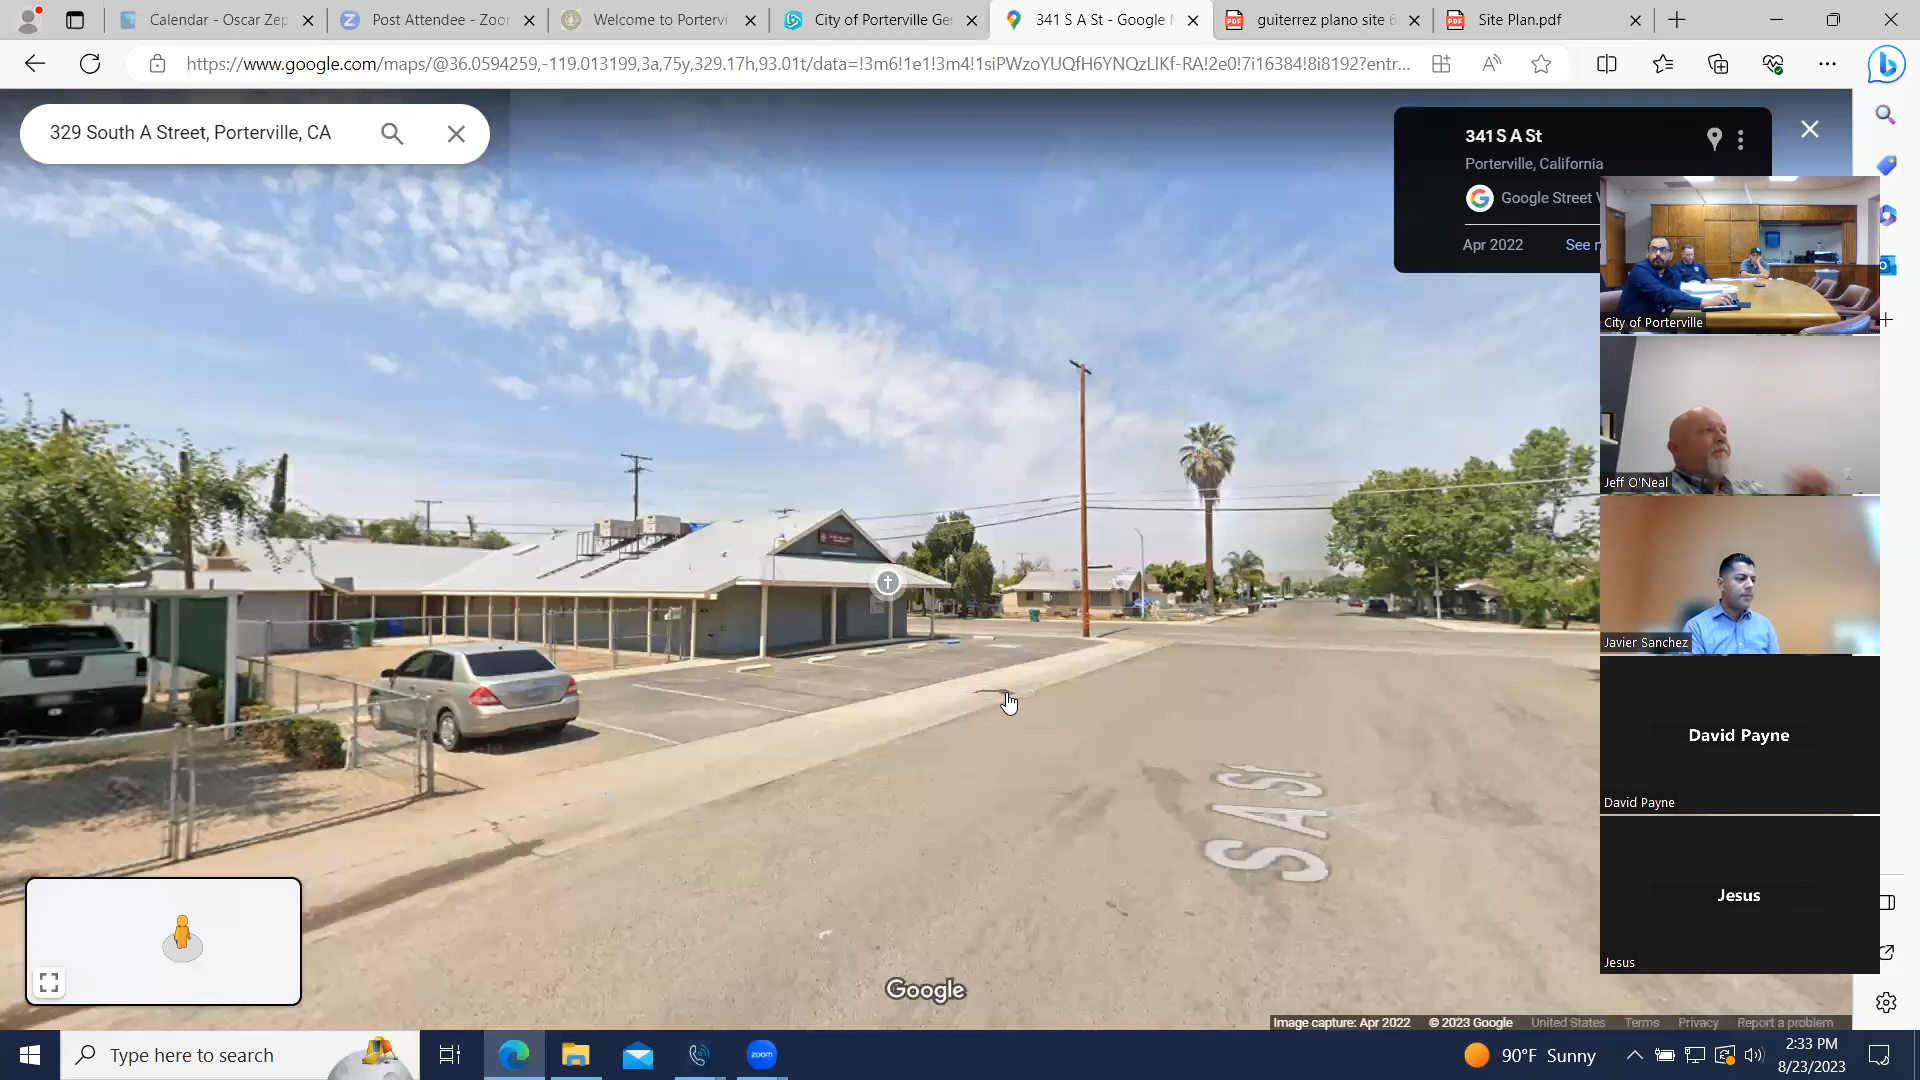 Calendar - Oscar Zep
Post Attendee - Zoo
Welcome to Portervi
City of Porterville Ge
341 S A St - Google
guiterrez plano site 6
Site Plan.pdf
https://www.google.com/maps/@36.0594259,-119.013199,3a,75y,329.17h,93.01t/data=!3m6!1e1!3m4!1siPWzoYUQfH6YNQzLlKf-RA!2e0!7i16384!8i8192?entr...
329 South A Street, Porterville, CA
341 S A St
Porterville, California
Google Street
Apr 2022
See
City of Porterville
Jeff O'Neal
Javier Sanchez
David Payne
David Payne
Jesus
Jesus
S A St
Google
Image capture: Apr 2022 © 2023 Google United States Terms Privacy Report a problem
Type here to search
zoom
90°F Sunny
2:33 PM
8/23/2023